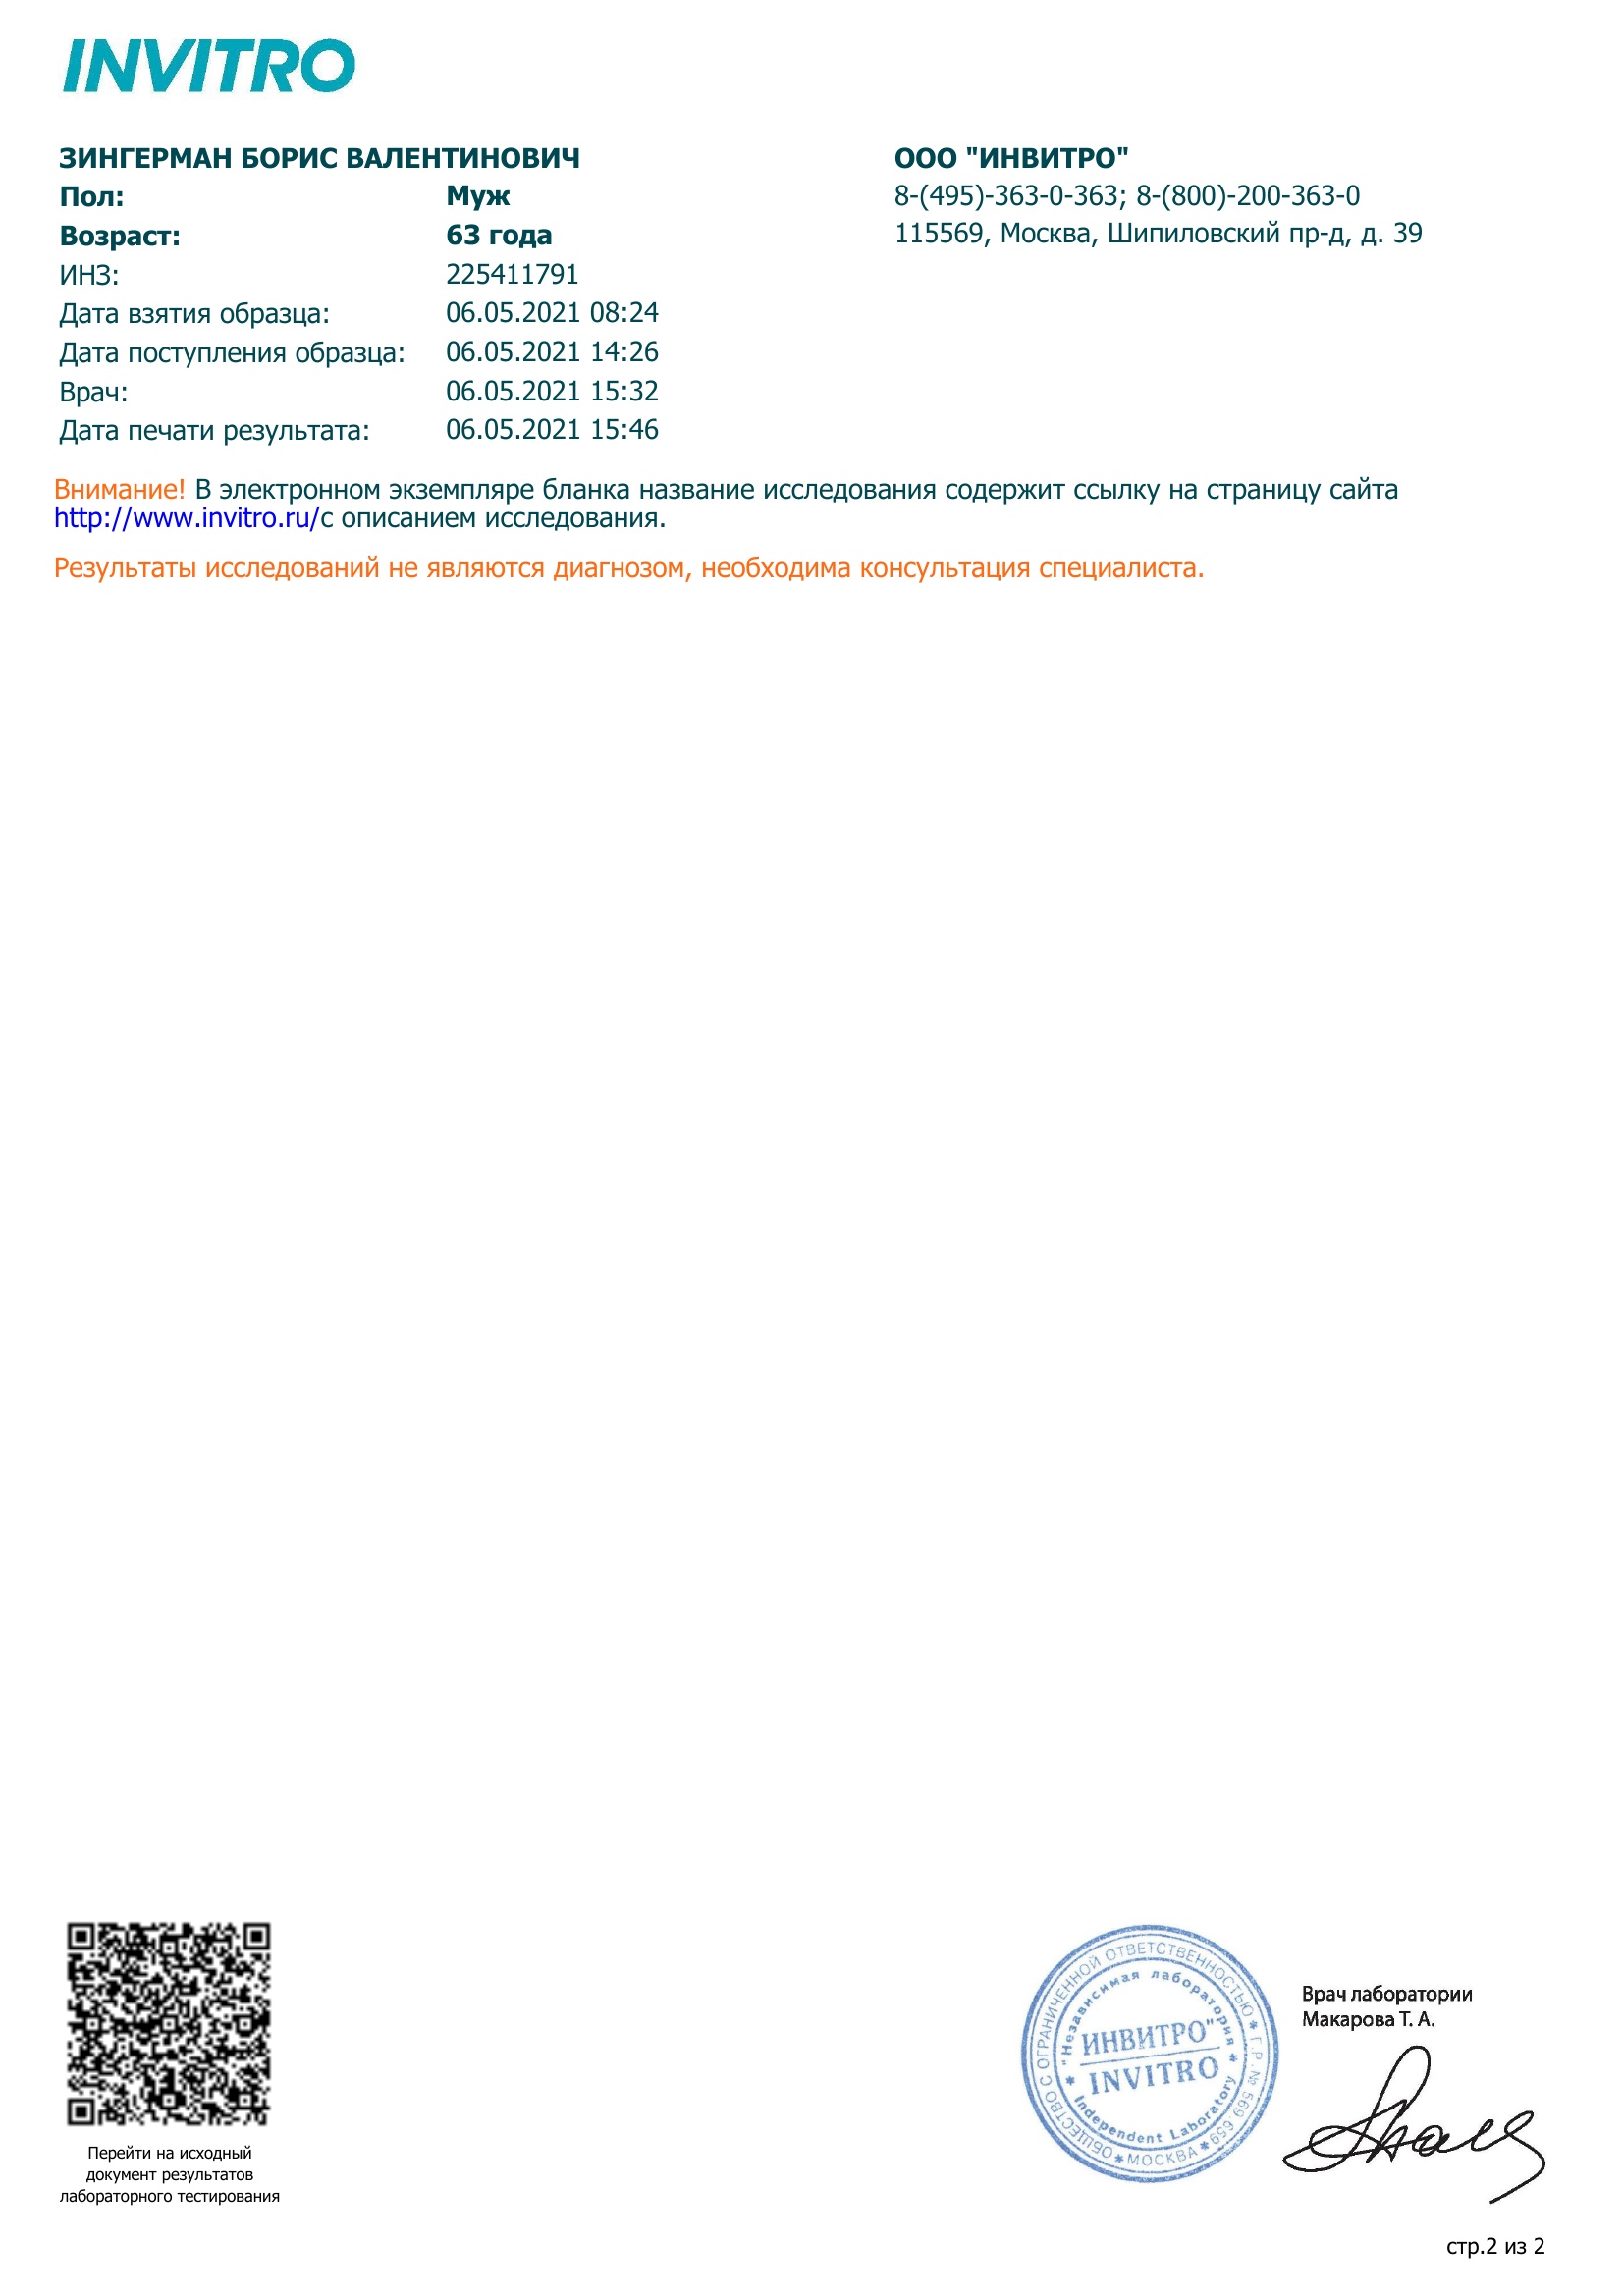 INVITRO
ЗИНГЕРМАН БОРИС ВАЛЕНТИНОВИЧ
Пол: Муж
Возраст: 63 года
ИНЗ: 225411791
Дата взятия образца: 06.05.2021 08:24
Дата поступления образца: 06.05.2021 14:26
Врач: 06.05.2021 15:32
Дата печати результата: 06.05.2021 15:46
ООО "ИНВИТРО"
8-(495)-363-0-363; 8-(800)-200-363-0
115569, Москва, Шипиловский пр-д, д. 39
Внимание! В электронном экземпляре бланка название исследования содержит ссылку на страницу сайта
http://www.invitro.ru/с описанием исследования.
Результаты исследований не являются диагнозом, необходима консультация специалиста.
Перейти на исходный
документ результатов
лабораторного тестирования
ОБЩЕСТВО С ОГРАНИЧЕННОЙ ОТВЕТСТВЕННОСТЬЮ * Г.Р. № 569 659 * МОСКВА *
"Независимая лаборатория
ИНВИТРО"
INVITRO
* Independent Laboratory *
Врач лаборатории
Макарова Т. А.
стр.2 из 2